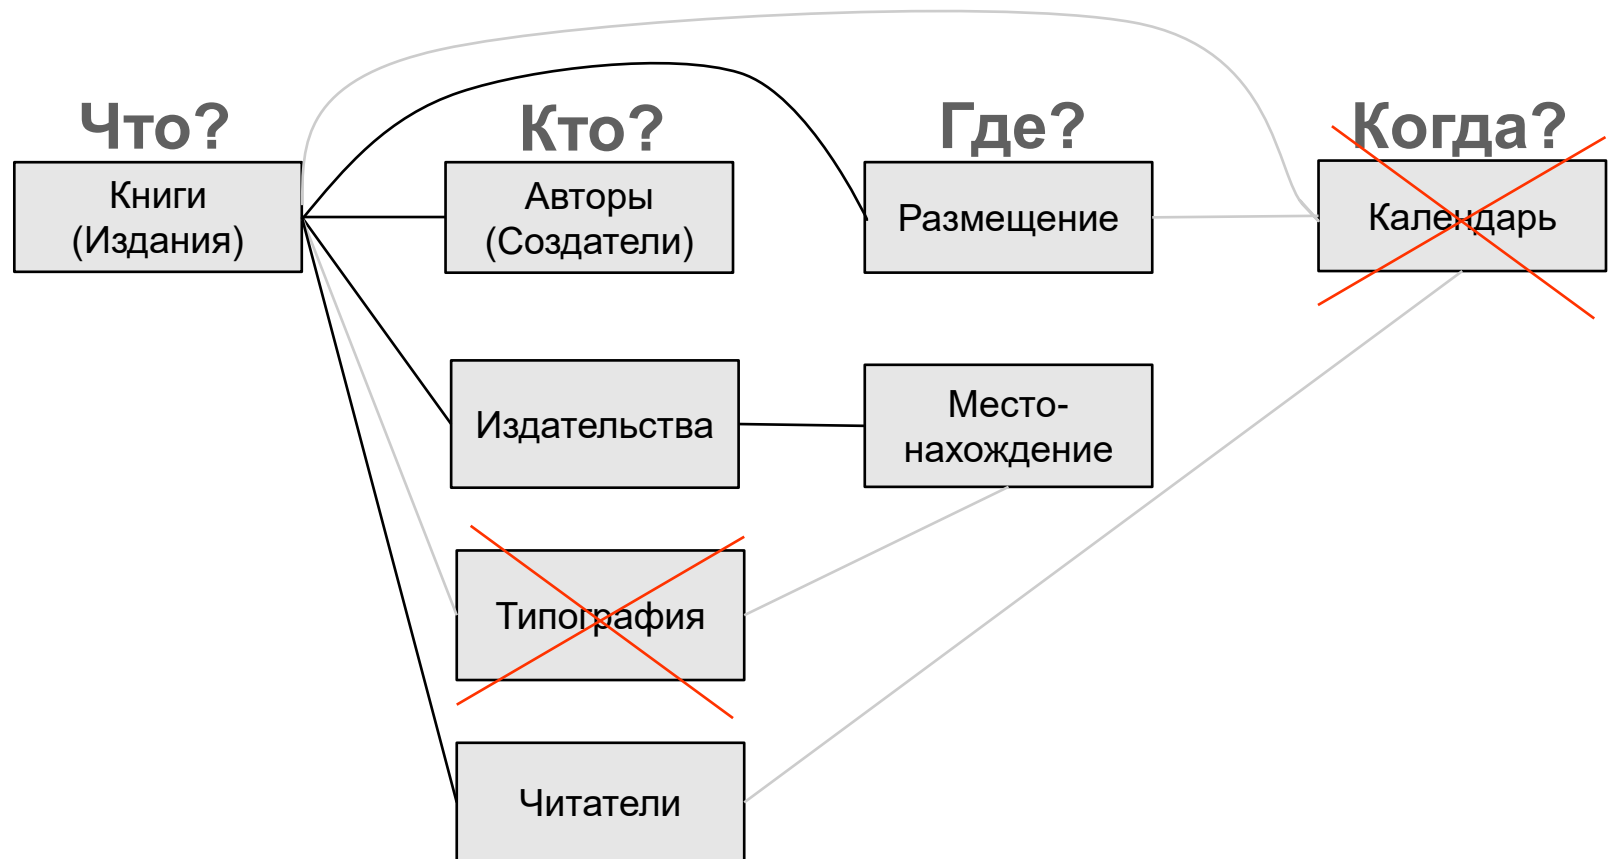 Что?
Кто?
Где?
Когда?
Книги
(Издания)
Авторы
(Создатели)
Размещение
Календарь
Издательства
Место-
нахождение
Типография
Читатели